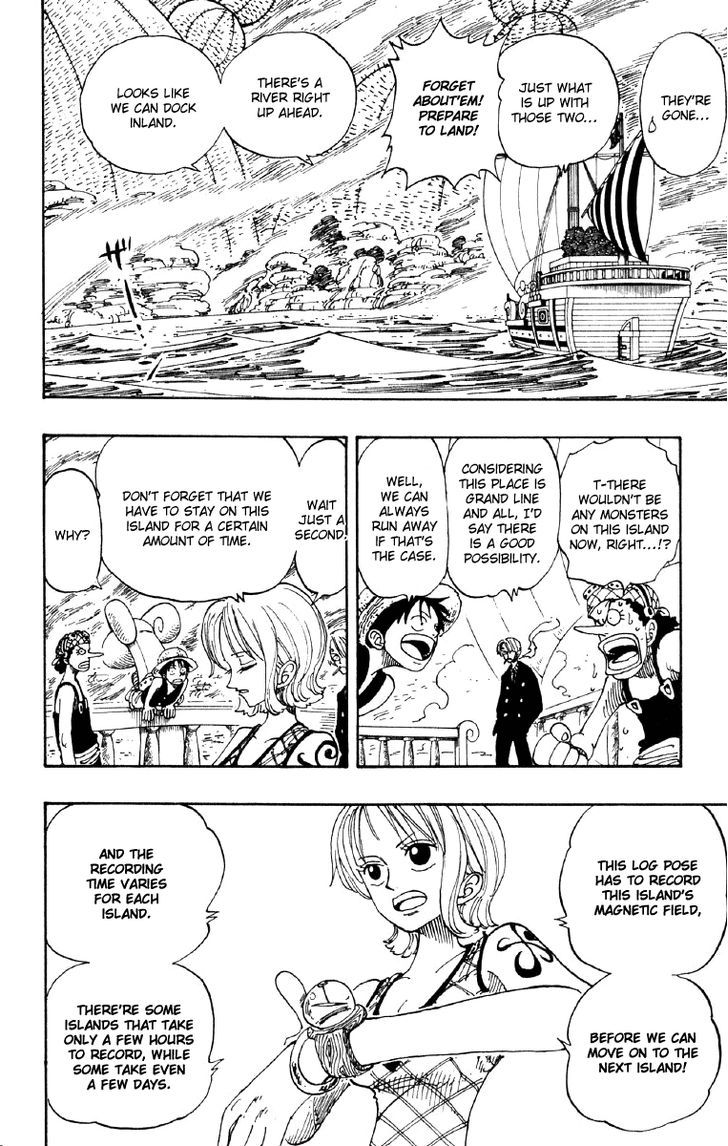 THEY'RE
GONE...
JUST WHAT
IS UP WITH
THOSE TWO...
FORGET
ABOUT'EM!
PREPARE
TO LAND!
THERE'S A
RIVER RIGHT
UP AHEAD.
LOOKS LIKE
WE CAN DOCK
INLAND.
ザザ
T-THERE
WOULDN'T BE
ANY MONSTERS
ON THIS ISLAND
NOW, RIGHT...!?
CONSIDERING
THIS PLACE IS
GRAND LINE
AND ALL, I'D
SAY THERE
IS A GOOD
POSSIBILITY.
WELL,
WE CAN
ALWAYS
RUN AWAY
IF THAT'S
THE CASE.
WAIT
JUST A
SECOND!
DON'T FORGET THAT WE
HAVE TO STAY ON THIS
ISLAND FOR A CERTAIN
AMOUNT OF TIME.
WHY?
THIS LOG POSE
HAS TO RECORD
THIS ISLAND'S
MAGNETIC FIELD,
BEFORE WE CAN
MOVE ON TO THE
NEXT ISLAND!
AND THE
RECORDING
TIME VARIES
FOR EACH
ISLAND.
THERE'RE SOME
ISLANDS THAT TAKE
ONLY A FEW HOURS
TO RECORD, WHILE
SOME TAKE EVEN
A FEW DAYS.